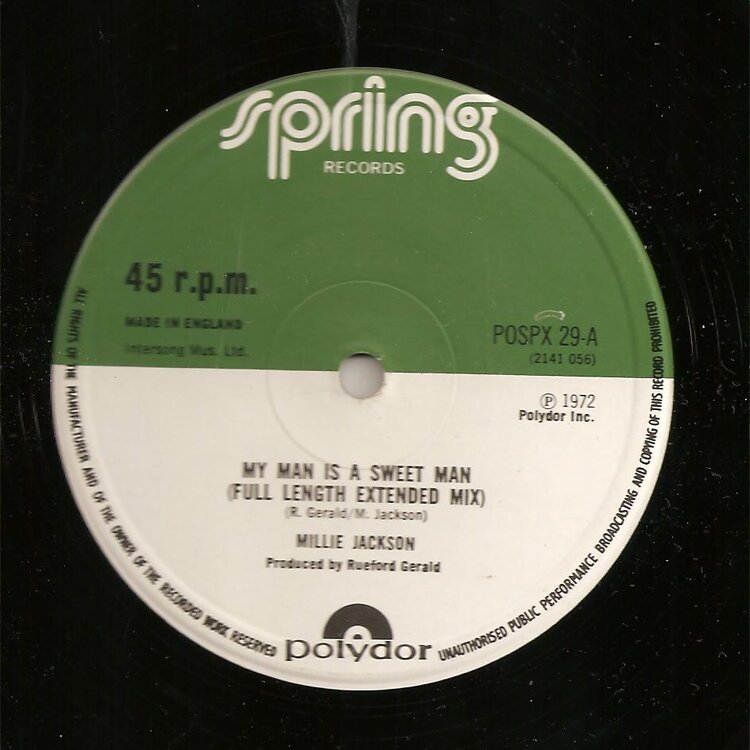 spring
RECORDS
45 r.p.m.
MADE IN ENGLAND
Intersong Mus. Ltd.
POSPX 29-A
(2141 056)
Ⓟ 1972
Polydor Inc.
MY MAN IS A SWEET MAN
(FULL LENGTH EXTENDED MIX)
(R. Gerald/M. Jackson)
MILLIE JACKSON
Produced by Rueford Gerald
polydor
ALL RIGHTS OF THE MANUFACTURER AND OF THE OWNER OF THE RECORDED WORK RESERVED
UNAUTHORISED PUBLIC PERFORMANCE BROADCASTING AND COPYING OF THIS RECORD PROHIBITED